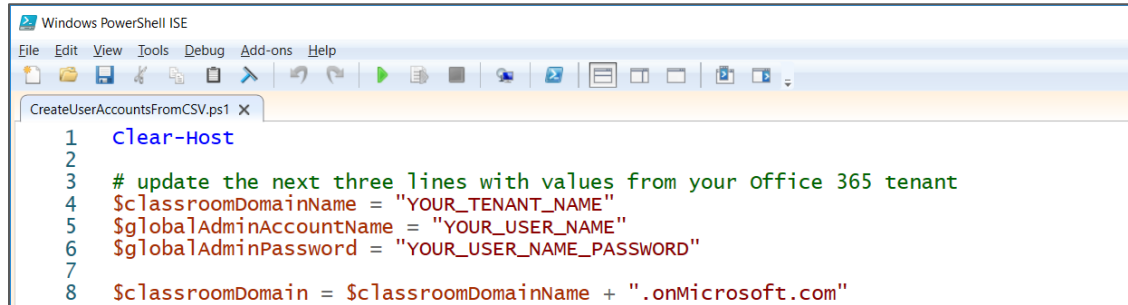 Windows PowerShell ISE
File Edit View Tools Debug Add-ons Help
CreateUserAccountsFromCSV.ps1 X
1 Clear-Host
2
3 # update the next three lines with values from your Office 365 tenant
4 $classroomDomainName = "YOUR_TENANT_NAME"
5 $globalAdminAccountName = "YOUR_USER_NAME"
6 $globalAdminPassword = "YOUR_USER_NAME_PASSWORD"
7
8 $classroomDomain = $classroomDomainName + ".onMicrosoft.com"